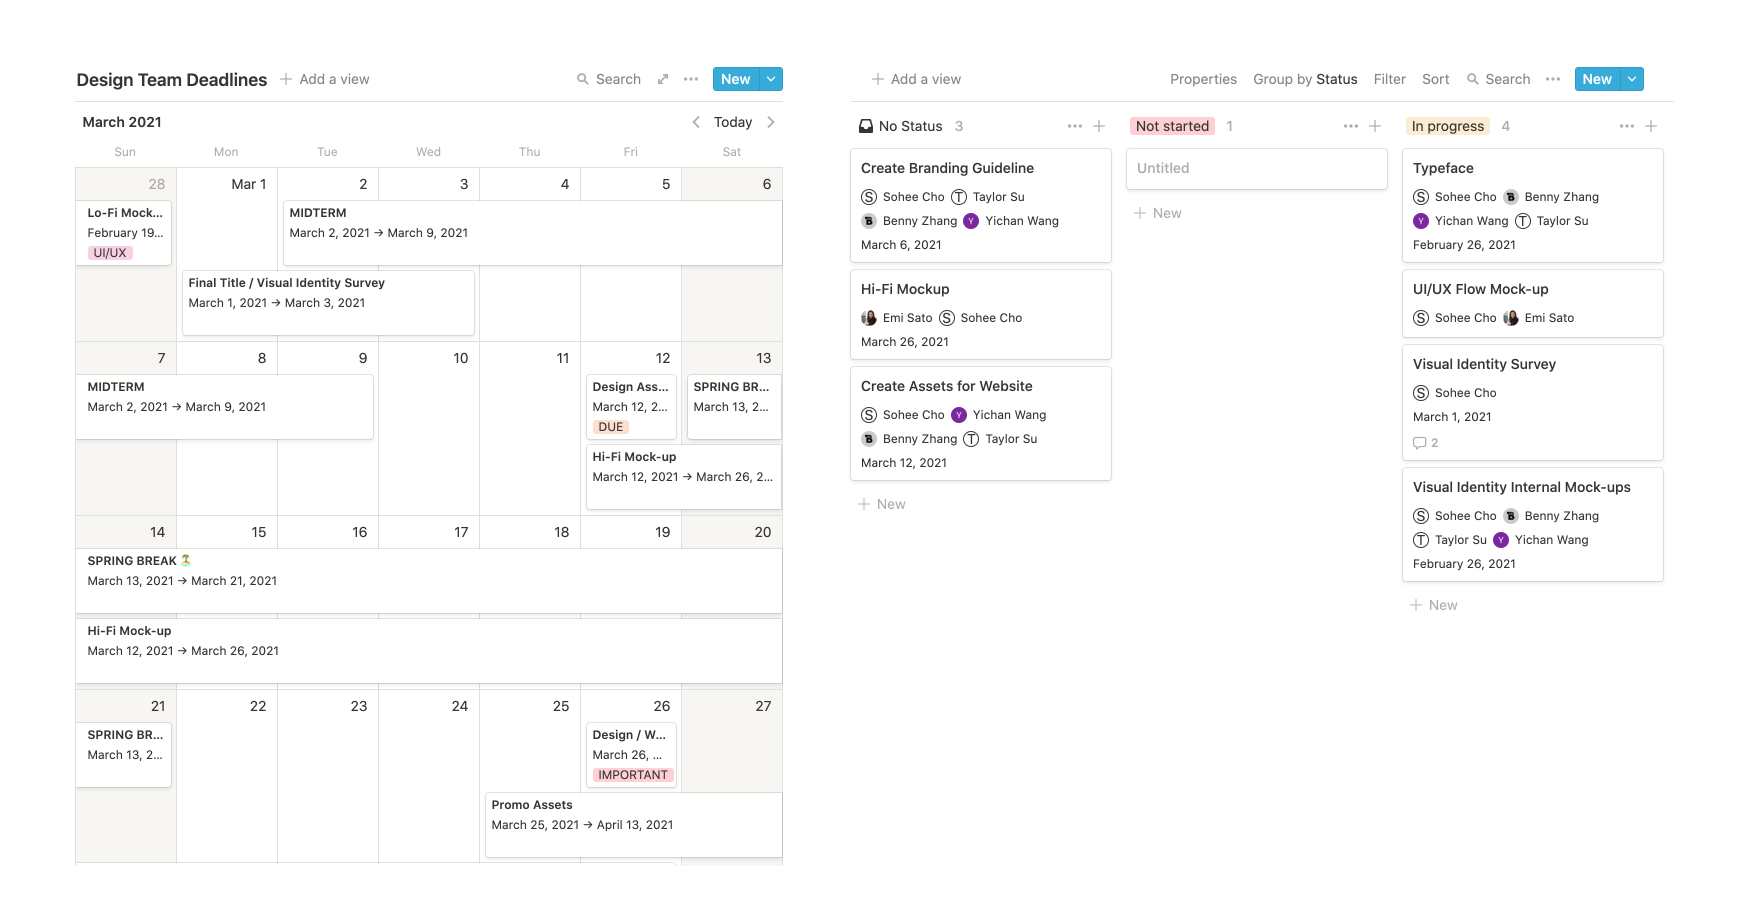 Design Team Deadlines
Add a view
Search
New
March 2021
Today
Sun Mon Tue Wed Thu Fri Sat
28 Mar 1 2 3 4 5 6
Lo-Fi Mock...
February 19...
UI/UX
MIDTERM
March 2, 2021 → March 9, 2021
Final Title / Visual Identity Survey
March 1, 2021 → March 3, 2021
7 8 9 10 11 12 13
MIDTERM
March 2, 2021 → March 9, 2021
Design Ass...
March 12, 2...
DUE
SPRING BR...
March 13, 2...
Hi-Fi Mock-up
March 12, 2021 → March 26, 2...
14 15 16 17 18 19 20
SPRING BREAK 🏝️
March 13, 2021 → March 21, 2021
Hi-Fi Mock-up
March 12, 2021 → March 26, 2021
21 22 23 24 25 26 27
SPRING BR...
March 13, 2...
Design / W...
March 26, ...
IMPORTANT
Promo Assets
March 25, 2021 → April 13, 2021
Add a view
Properties
Group by Status
Filter
Sort
Search
New
No Status 3
Create Branding Guideline
S Sohee Cho T Taylor Su
B Benny Zhang Y Yichan Wang
March 6, 2021
Hi-Fi Mockup
Emi Sato S Sohee Cho
March 26, 2021
Create Assets for Website
S Sohee Cho Y Yichan Wang
B Benny Zhang T Taylor Su
March 12, 2021
New
Not started 1
Untitled
New
In progress 4
Typeface
S Sohee Cho B Benny Zhang
Y Yichan Wang T Taylor Su
February 26, 2021
UI/UX Flow Mock-up
S Sohee Cho Emi Sato
Visual Identity Survey
S Sohee Cho
March 1, 2021
2
Visual Identity Internal Mock-ups
S Sohee Cho B Benny Zhang
T Taylor Su Y Yichan Wang
February 26, 2021
New